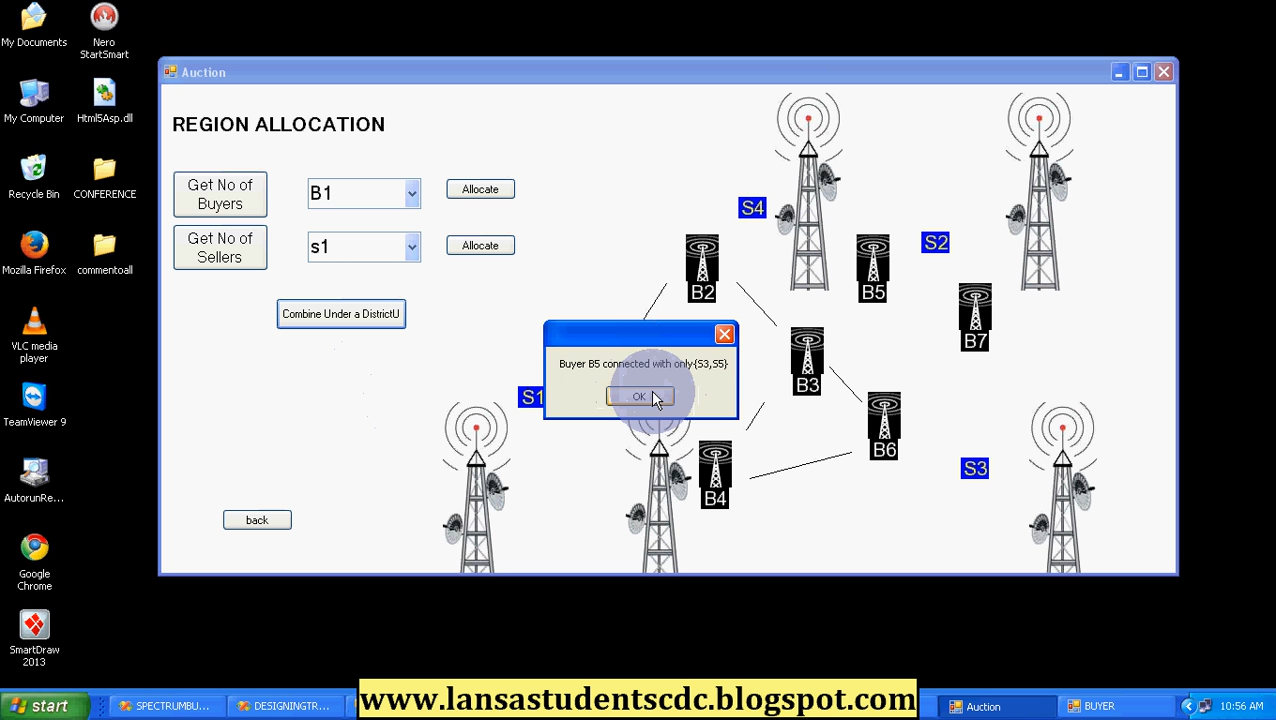 My Documents
Nero
StartSmart
My Computer
Html5Asp.dll
Recycle Bin
CONFERENCE
Mozilla Firefox
commentoall
VLC media
player
TeamViewer 9
AutorunRe...
Google
Chrome
SmartDraw
2013
Auction
REGION ALLOCATION
Get No of
Buyers
B1
Allocate
Get No of
Sellers
s1
Allocate
Combine Under a DistrictU
back
S4
S2
B2
B5
B7
B3
S1
B6
B4
S3
Buyer B5 connected with only{S3,S5}
OK
start
SPECTRUMBU...
DESIGNINGTR...
www.lansastudentscdc.blogspot.com
Auction
BUYER
10:56 AM